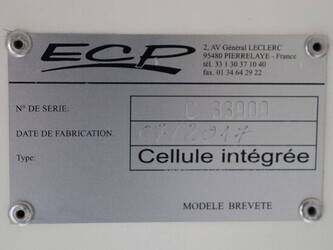 ECP
2, AV Général LECLERC
95480 PIERRELAYE - France
tél. 33 1 30 37 10 40
fax. 01 34 64 29 22
N° DE SERIE: C 33000
DATE DE FABRICATION:
Type: Cellule intégrée
MODELE BREVETE